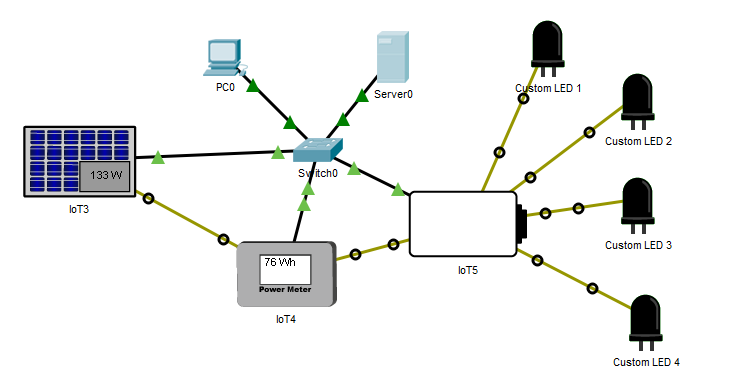 PC0
Server0
Custom LED 1
Custom LED 2
133 W
Switch0
IoT3
Custom LED 3
76 Wh
Power Meter
IoT5
IoT4
Custom LED 4